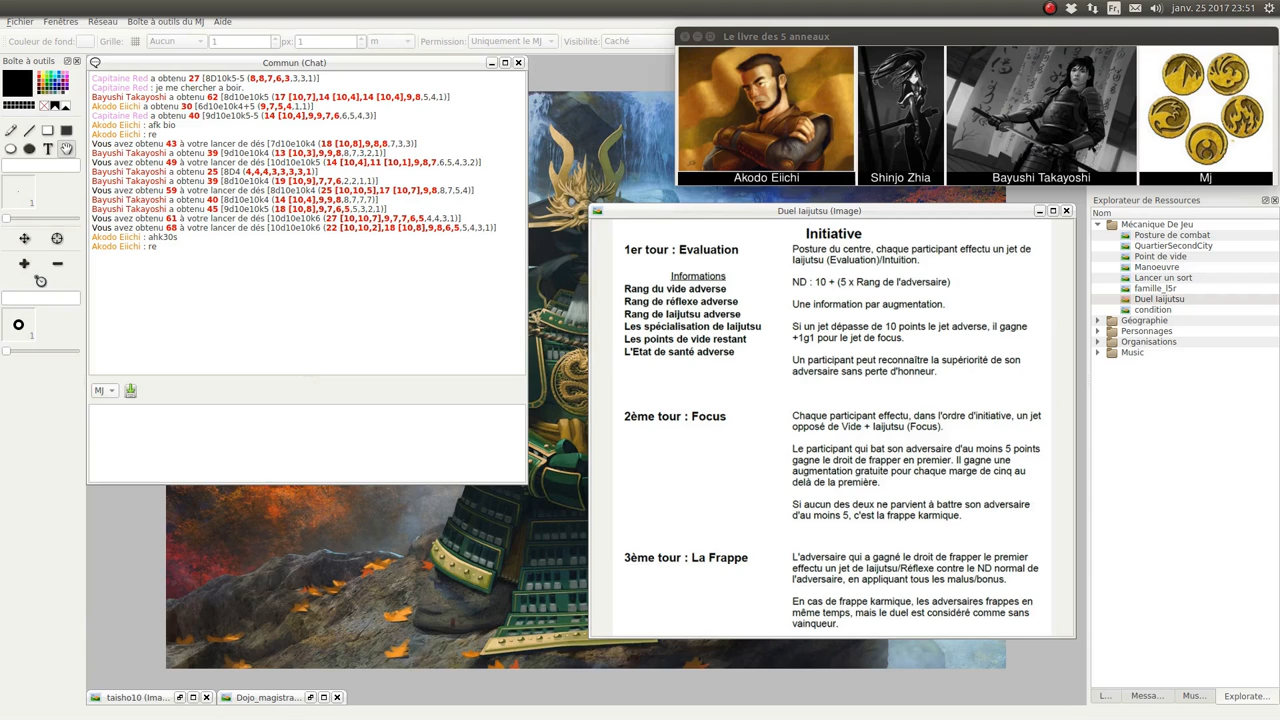 janv. 25 2017 23:51
Fr₁
Fichier Fenêtres Réseau Boîte à outils du MJ Aide
Couleur de fond: Grille: Aucun 1 px: 1 m Permission: Uniquement le MJ Visibilité: Caché
Boîte à outils
1
1
Commun (Chat)
Capitaine Red a obtenu 27 [8D10k5-5 (8,8,7,6,3.3,3,1)]
Capitaine Red : je me chercher a boir.
Bayushi Takayoshi a obtenu 62 [8d10e10k5 (17 [10,7],14 [10,4],14 [10,4],9,8.5,4,1)]
Akodo Eiichi a obtenu 30 [6d10e10k4+5 (9,7,5,4.1,1)]
Capitaine Red a obtenu 40 [9d10e10k5-5 (14 [10,4],9,9,7,6.6,5,4,3)]
Akodo Eiichi : afk bio
Akodo Eiichi : re
Vous avez obtenu 43 à votre lancer de dés [7d10e10k4 (18 [10,8],9,8,8.7,3,3)]
Bayushi Takayoshi a obtenu 39 [9d10e10k4 (13 [10,3],9,9,8.8,7,3,2,1)]
Vous avez obtenu 49 à votre lancer de dés [10d10e10k5 (14 [10,4],11 [10,1],9,8,7.6,5,4,3,2)]
Bayushi Takayoshi a obtenu 25 [8D4 (4,4,4,3,3,3,3,1)]
Bayushi Takayoshi a obtenu 39 [8d10e10k4 (19 [10,9],7,7,6.2,2,1,1)]
Vous avez obtenu 59 à votre lancer de dés [8d10e10k4 (25 [10,10,5],17 [10,7],9,8.8,7,5,4)]
Bayushi Takayoshi a obtenu 40 [8d10e10k4 (14 [10,4],9,9,8.8,7,7,7)]
Bayushi Takayoshi a obtenu 45 [9d10e10k5 (18 [10,8],9,7,6,5.5,3,2,1)]
Vous avez obtenu 61 à votre lancer de dés [10d10e10k6 (27 [10,10,7],9,7,7,6,5.4,4,3,1)]
Vous avez obtenu 68 à votre lancer de dés [10d10e10k6 (22 [10,10,2],18 [10,8],9,8,6,5.5,4,3,1)]
Akodo Eiichi : ahk30s
Akodo Eiichi : re
MJ
Le livre des 5 anneaux
Akodo Eiichi Shinjo Zhia Bayushi Takayoshi Mj
Duel Iaijutsu (Image)
Initiative
1er tour : Evaluation
Informations
Rang du vide adverse
Rang de réflexe adverse
Rang de Iaijutsu adverse
Les spécialisation de Iaijutsu
Les points de vide restant
L'Etat de santé adverse
Posture du centre, chaque participant effectu un jet de
Iaijutsu (Evaluation)/Intuition.
ND : 10 + (5 x Rang de l'adversaire)
Une information par augmentation.
Si un jet dépasse de 10 points le jet adverse, il gagne
+1g1 pour le jet de focus.
Un participant peut reconnaître la supériorité de son
adversaire sans perte d'honneur.
2ème tour : Focus
Chaque participant effectu, dans l'ordre d'initiative, un jet
opposé de Vide + Iaijutsu (Focus).
Le participant qui bat son adversaire d'au moins 5 points
gagne le droit de frapper en premier. Il gagne une
augmentation gratuite pour chaque marge de cinq au
delà de la première.
Si aucun des deux ne parvient à battre son adversaire
d'au moins 5, c'est la frappe karmique.
3ème tour : La Frappe
L'adversaire qui a gagné le droit de frapper le premier
effectu un jet de Iaijutsu/Réflexe contre le ND normal de
l'adversaire, en appliquant tous les malus/bonus.
En cas de frappe karmique, les adversaires frappes en
même temps, mais le duel est considéré comme sans
vainqueur.
Explorateur de Ressources
Nom
Mécanique De Jeu
Posture de combat
QuartierSecondCity
Point de vide
Manoeuvre
Lancer un sort
famille_l5r
Duel Iaijutsu
condition
Géographie
Personnages
Organisations
Music
taisho10 (Ima... Dojo_magistra...
L... Messa... Mus... Explorate...